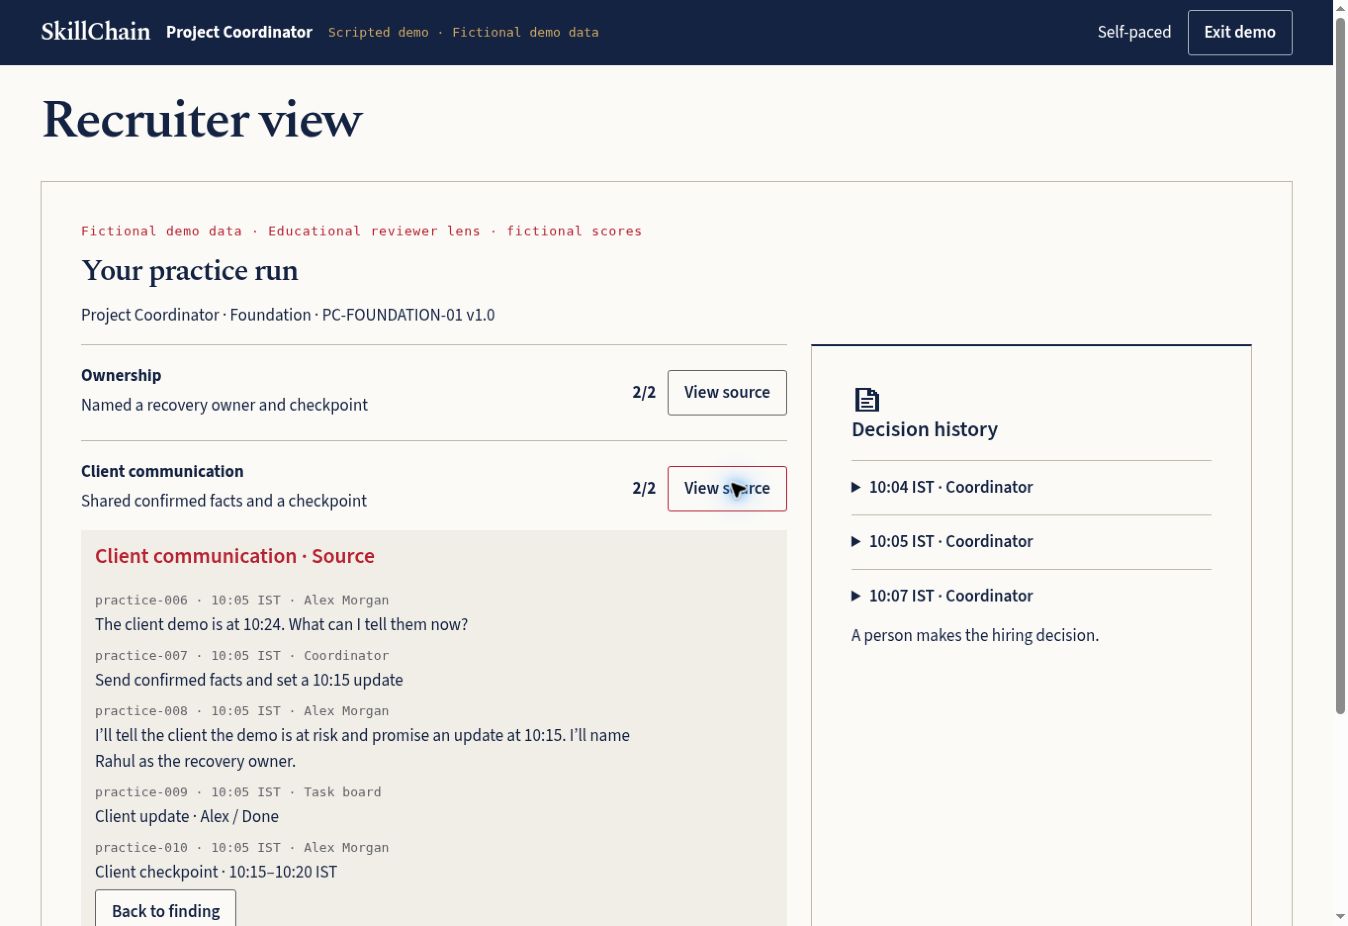 SkillChain Project Coordinator Scripted demo · Fictional demo data Self-paced Exit demo
Recruiter view
Fictional demo data · Educational reviewer lens · fictional scores
Your practice run
Project Coordinator · Foundation · PC-FOUNDATION-01 v1.0
Ownership
Named a recovery owner and checkpoint
2/2 View source
Client communication
Shared confirmed facts and a checkpoint
2/2 View source
Client communication · Source
practice-006 · 10:05 IST · Alex Morgan
The client demo is at 10:24. What can I tell them now?
practice-007 · 10:05 IST · Coordinator
Send confirmed facts and set a 10:15 update
practice-008 · 10:05 IST · Alex Morgan
I’ll tell the client the demo is at risk and promise an update at 10:15. I’ll name
Rahul as the recovery owner.
practice-009 · 10:05 IST · Task board
Client update · Alex / Done
practice-010 · 10:05 IST · Alex Morgan
Client checkpoint · 10:15–10:20 IST
Back to finding
Decision history
10:04 IST · Coordinator
10:05 IST · Coordinator
10:07 IST · Coordinator
A person makes the hiring decision.